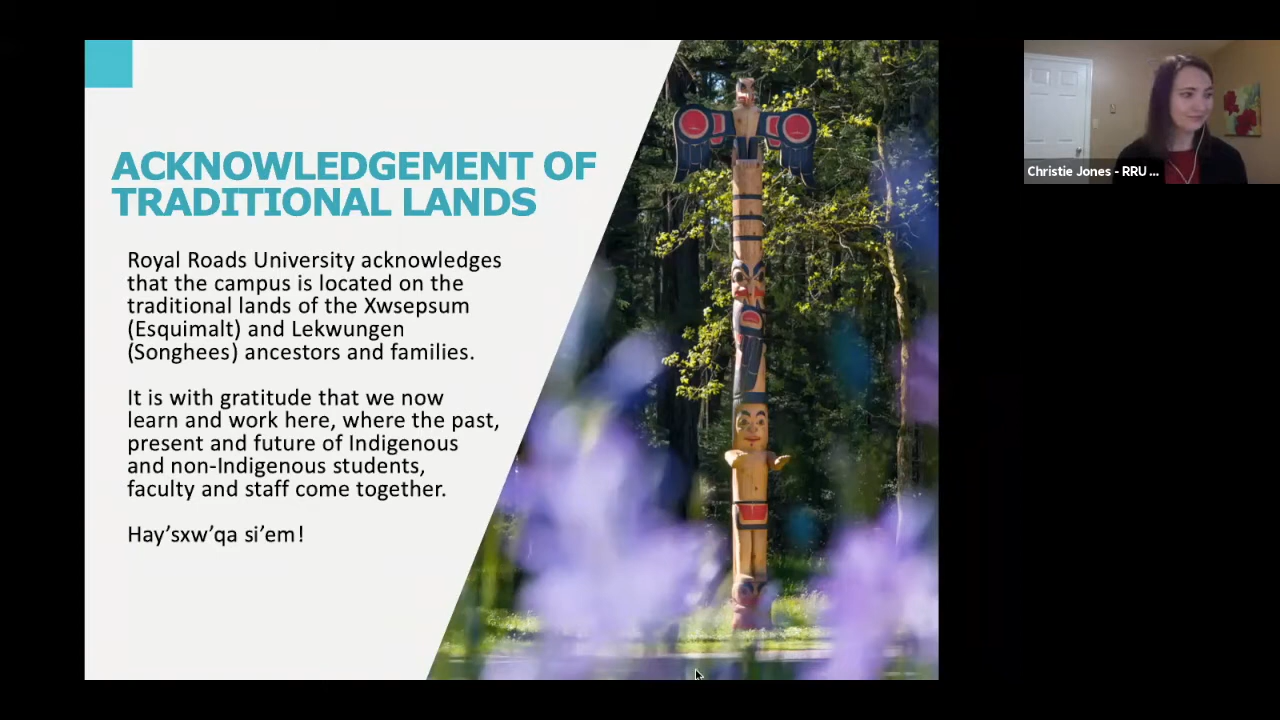 ACKNOWLEDGEMENT OF
TRADITIONAL LANDS
Royal Roads University acknowledges
that the campus is located on the
traditional lands of the Xwsepsum
(Esquimalt) and Lekwungen
(Songhees) ancestors and families.
It is with gratitude that we now
learn and work here, where the past,
present and future of Indigenous
and non-Indigenous students,
faculty and staff come together.
Hay’sxw’qa si’em!
Christie Jones - RRU ...